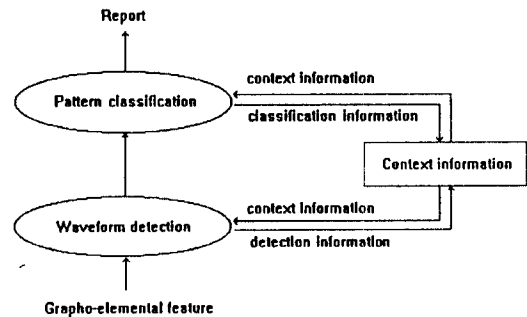 Report
context information
Pattern classification
classification information
Context information
context information
Waveform detection
detection information
Grapho-elemental feature